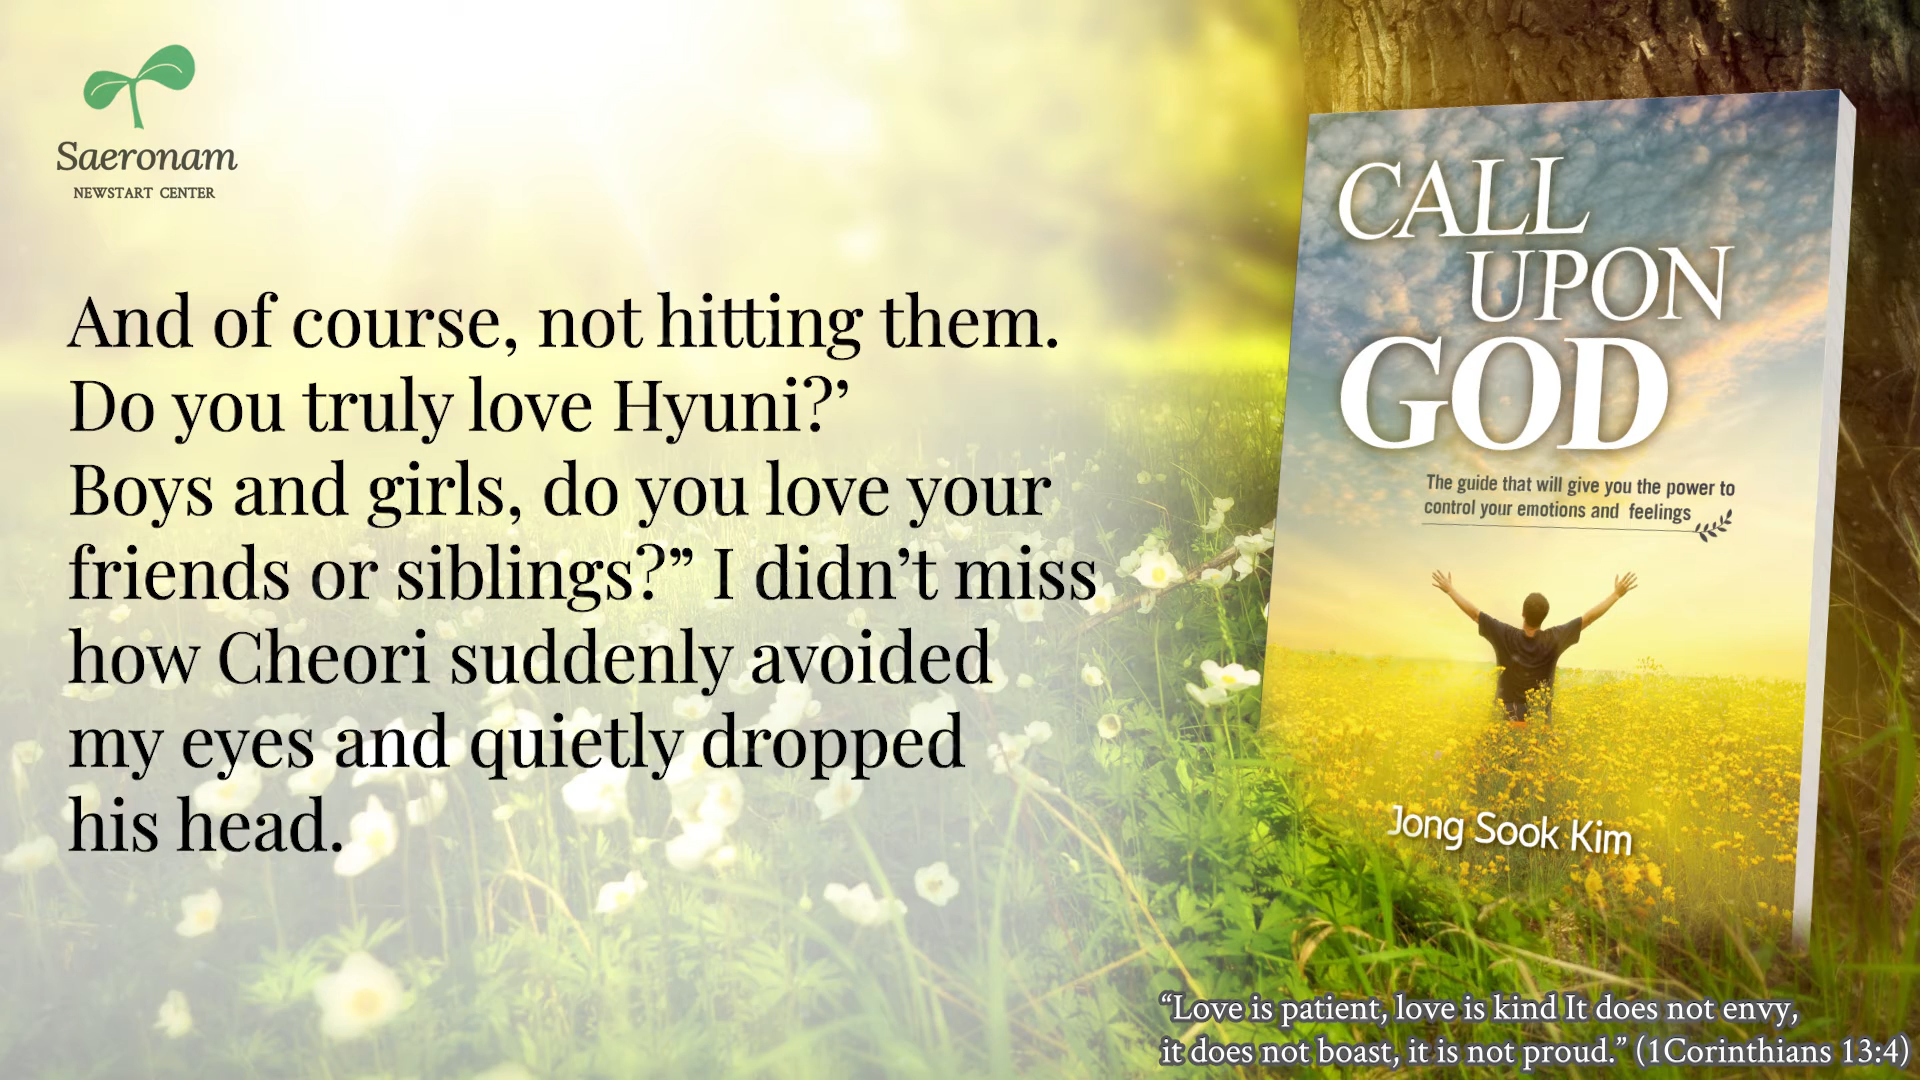 Saeronam
NEWSTART CENTER
And of course, not hitting them.
Do you truly love Hyuni?’
Boys and girls, do you love your
friends or siblings?” I didn’t miss
how Cheori suddenly avoided
my eyes and quietly dropped
his head.
CALL
UPON
GOD
The guide that will give you the power to
control your emotions and feelings
Jong Sook Kim
“Love is patient, love is kind It does not envy,
it does not boast, it is not proud.” (1Corinthians 13:4)